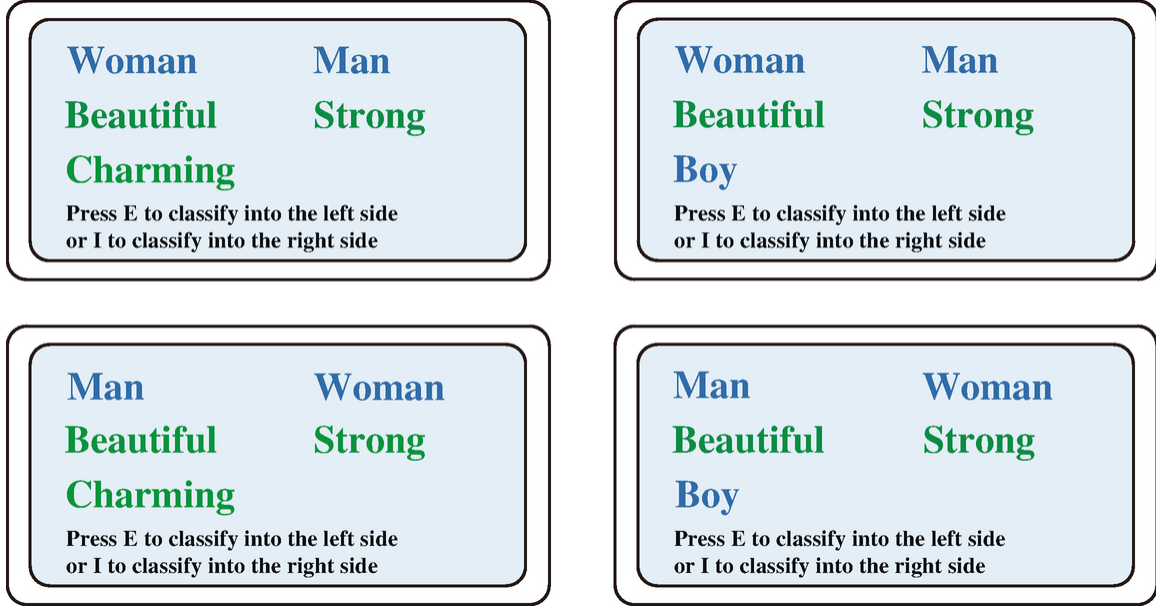 Woman Man
Beautiful Strong
Charming
Press E to classify into the left side
or I to classify into the right side
Woman Man
Beautiful Strong
Boy
Press E to classify into the left side
or I to classify into the right side
Man Woman
Beautiful Strong
Charming
Press E to classify into the left side
or I to classify into the right side
Man Woman
Beautiful Strong
Boy
Press E to classify into the left side
or I to classify into the right side